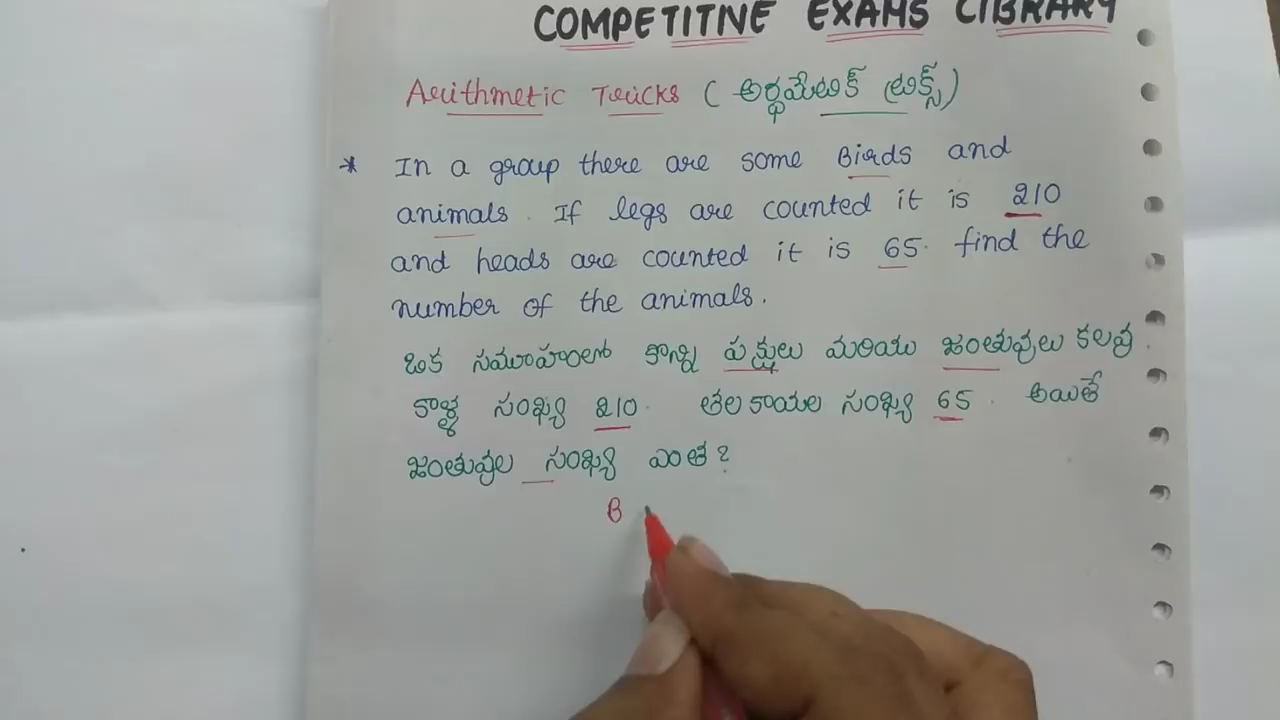 COMPETITNE EXAMS LIBRARY
Arithmetic Tricks ( అర్థమేటిక్ ట్రిక్స్)
* In a group there are some Birds and
animals. If legs are counted it is 210
and heads are counted it is 65. find the
number of the animals.
ఒక సమూహంలో కొన్ని పక్షులు మరియు జంతువులు కలవు.
కాళ్ళ సంఖ్య 210. తలకాయల సంఖ్య 65. అయితే
జంతువుల సంఖ్య ఎంత?
B